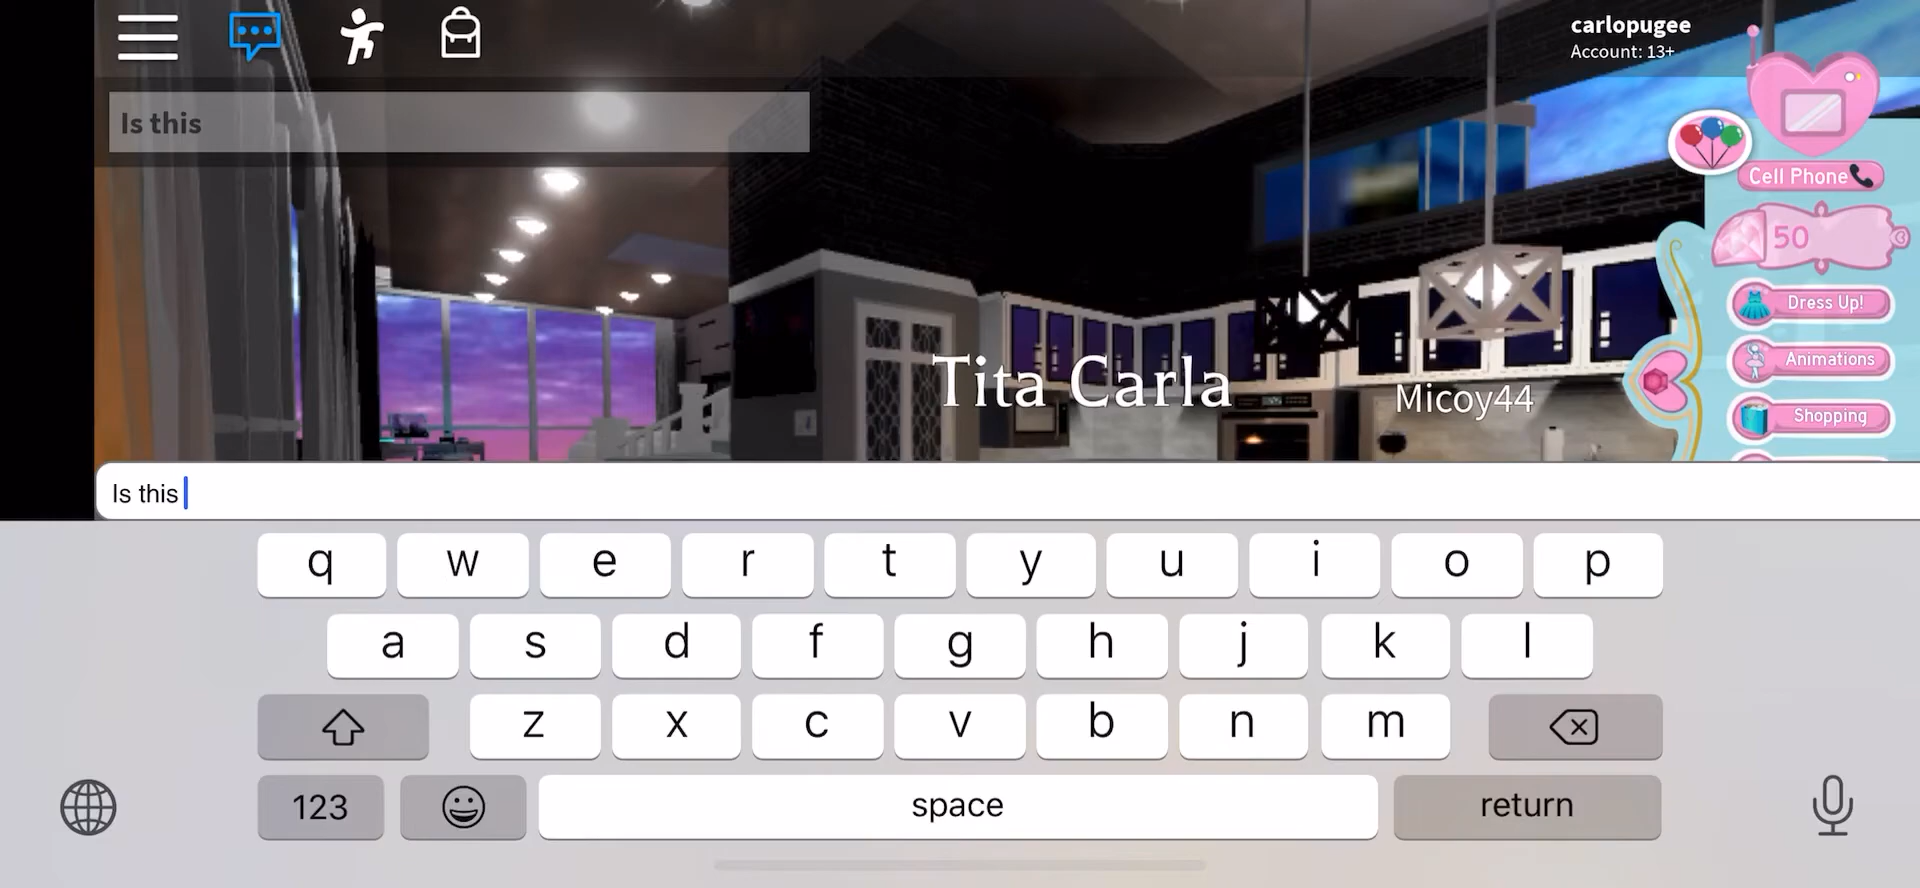 carlopugee
Account: 13+
Is this
Cell Phone
50
Dress Up!
Animations
Shopping
Tita Carla
Micoy44
Is this
q w e r t y u i o p
a s d f g h j k l
z x c v b n m
123 space return